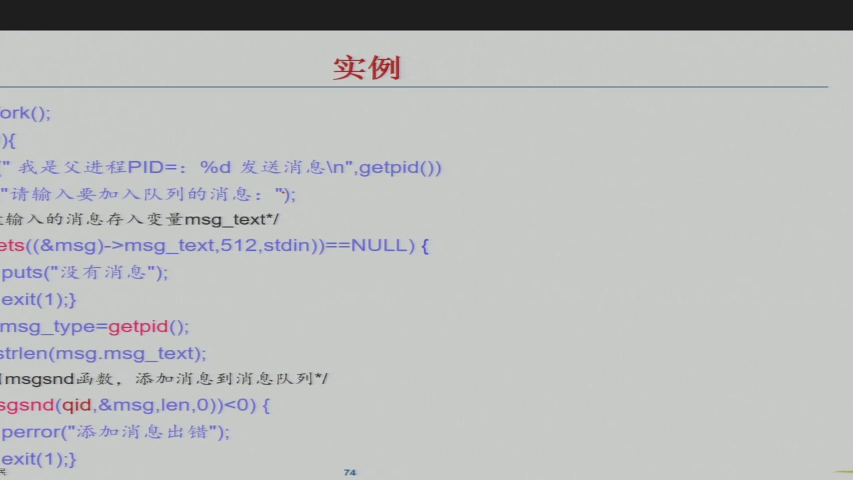 实例
ork();
){
(" 我是父进程PID=：%d 发送消息\n",getpid())
"请输入要加入队列的消息：");
输入的消息存入变量msg_text*/
ets((&msg)->msg_text,512,stdin))==NULL) {
puts("没有消息");
exit(1);}
msg_type=getpid();
strlen(msg.msg_text);
msgsnd函数，添加消息到消息队列*/
sgsnd(qid,&msg,len,0))<0) {
perror("添加消息出错");
exit(1);}
74